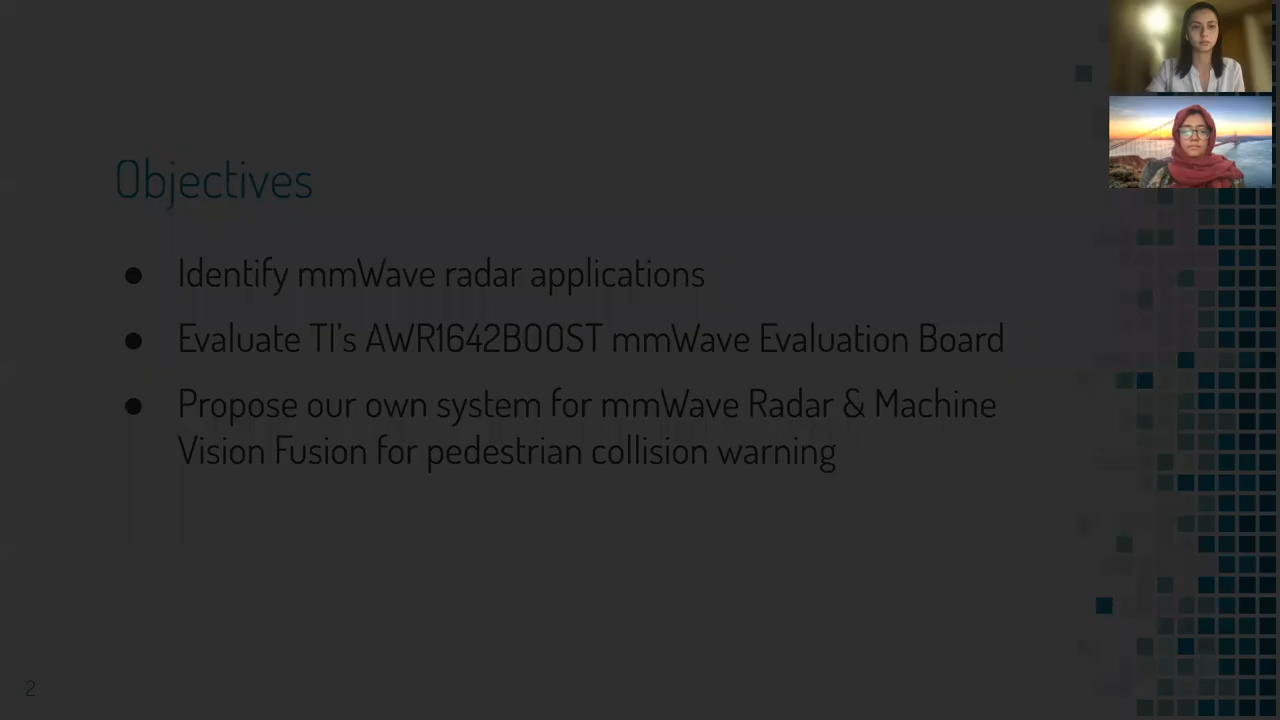 Objectives
● Identify mmWave radar applications
● Evaluate TI's AWR1642BOOST mmWave Evaluation Board
● Propose our own system for mmWave Radar & Machine
Vision Fusion for pedestrian collision warning
2